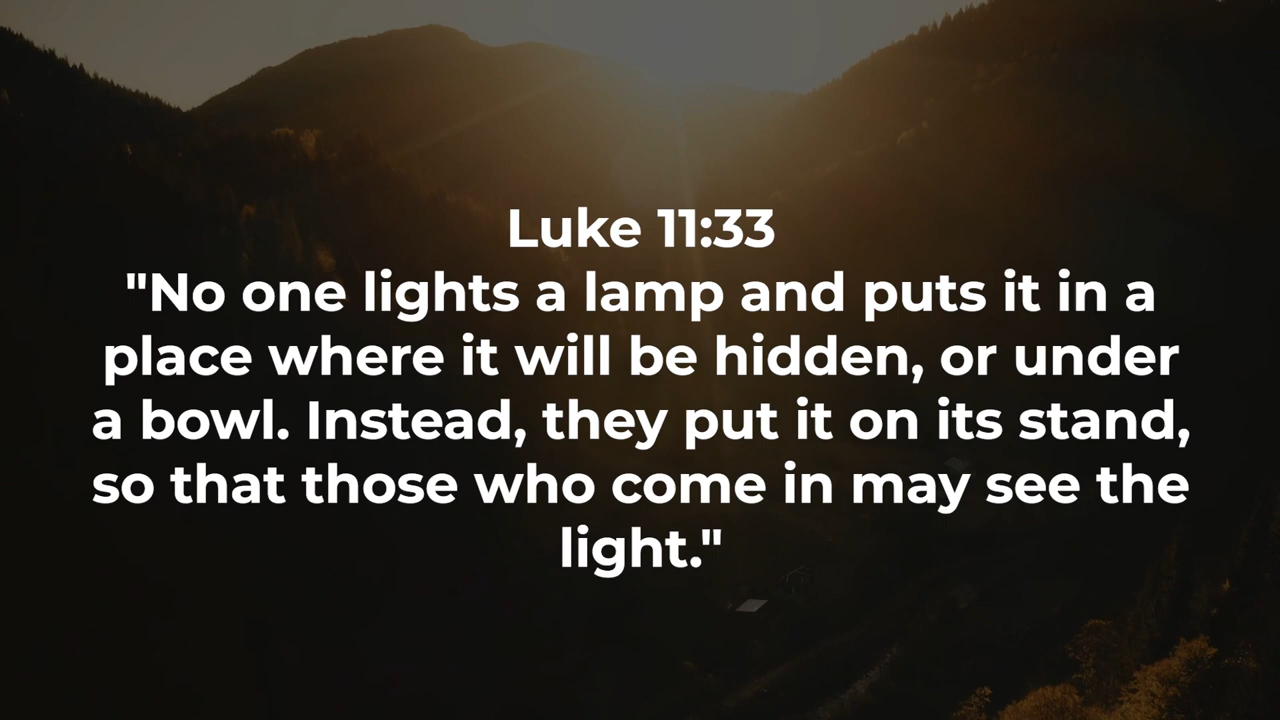 Luke 11:33
"No one lights a lamp and puts it in a
place where it will be hidden, or under
a bowl. Instead, they put it on its stand,
so that those who come in may see the
light."